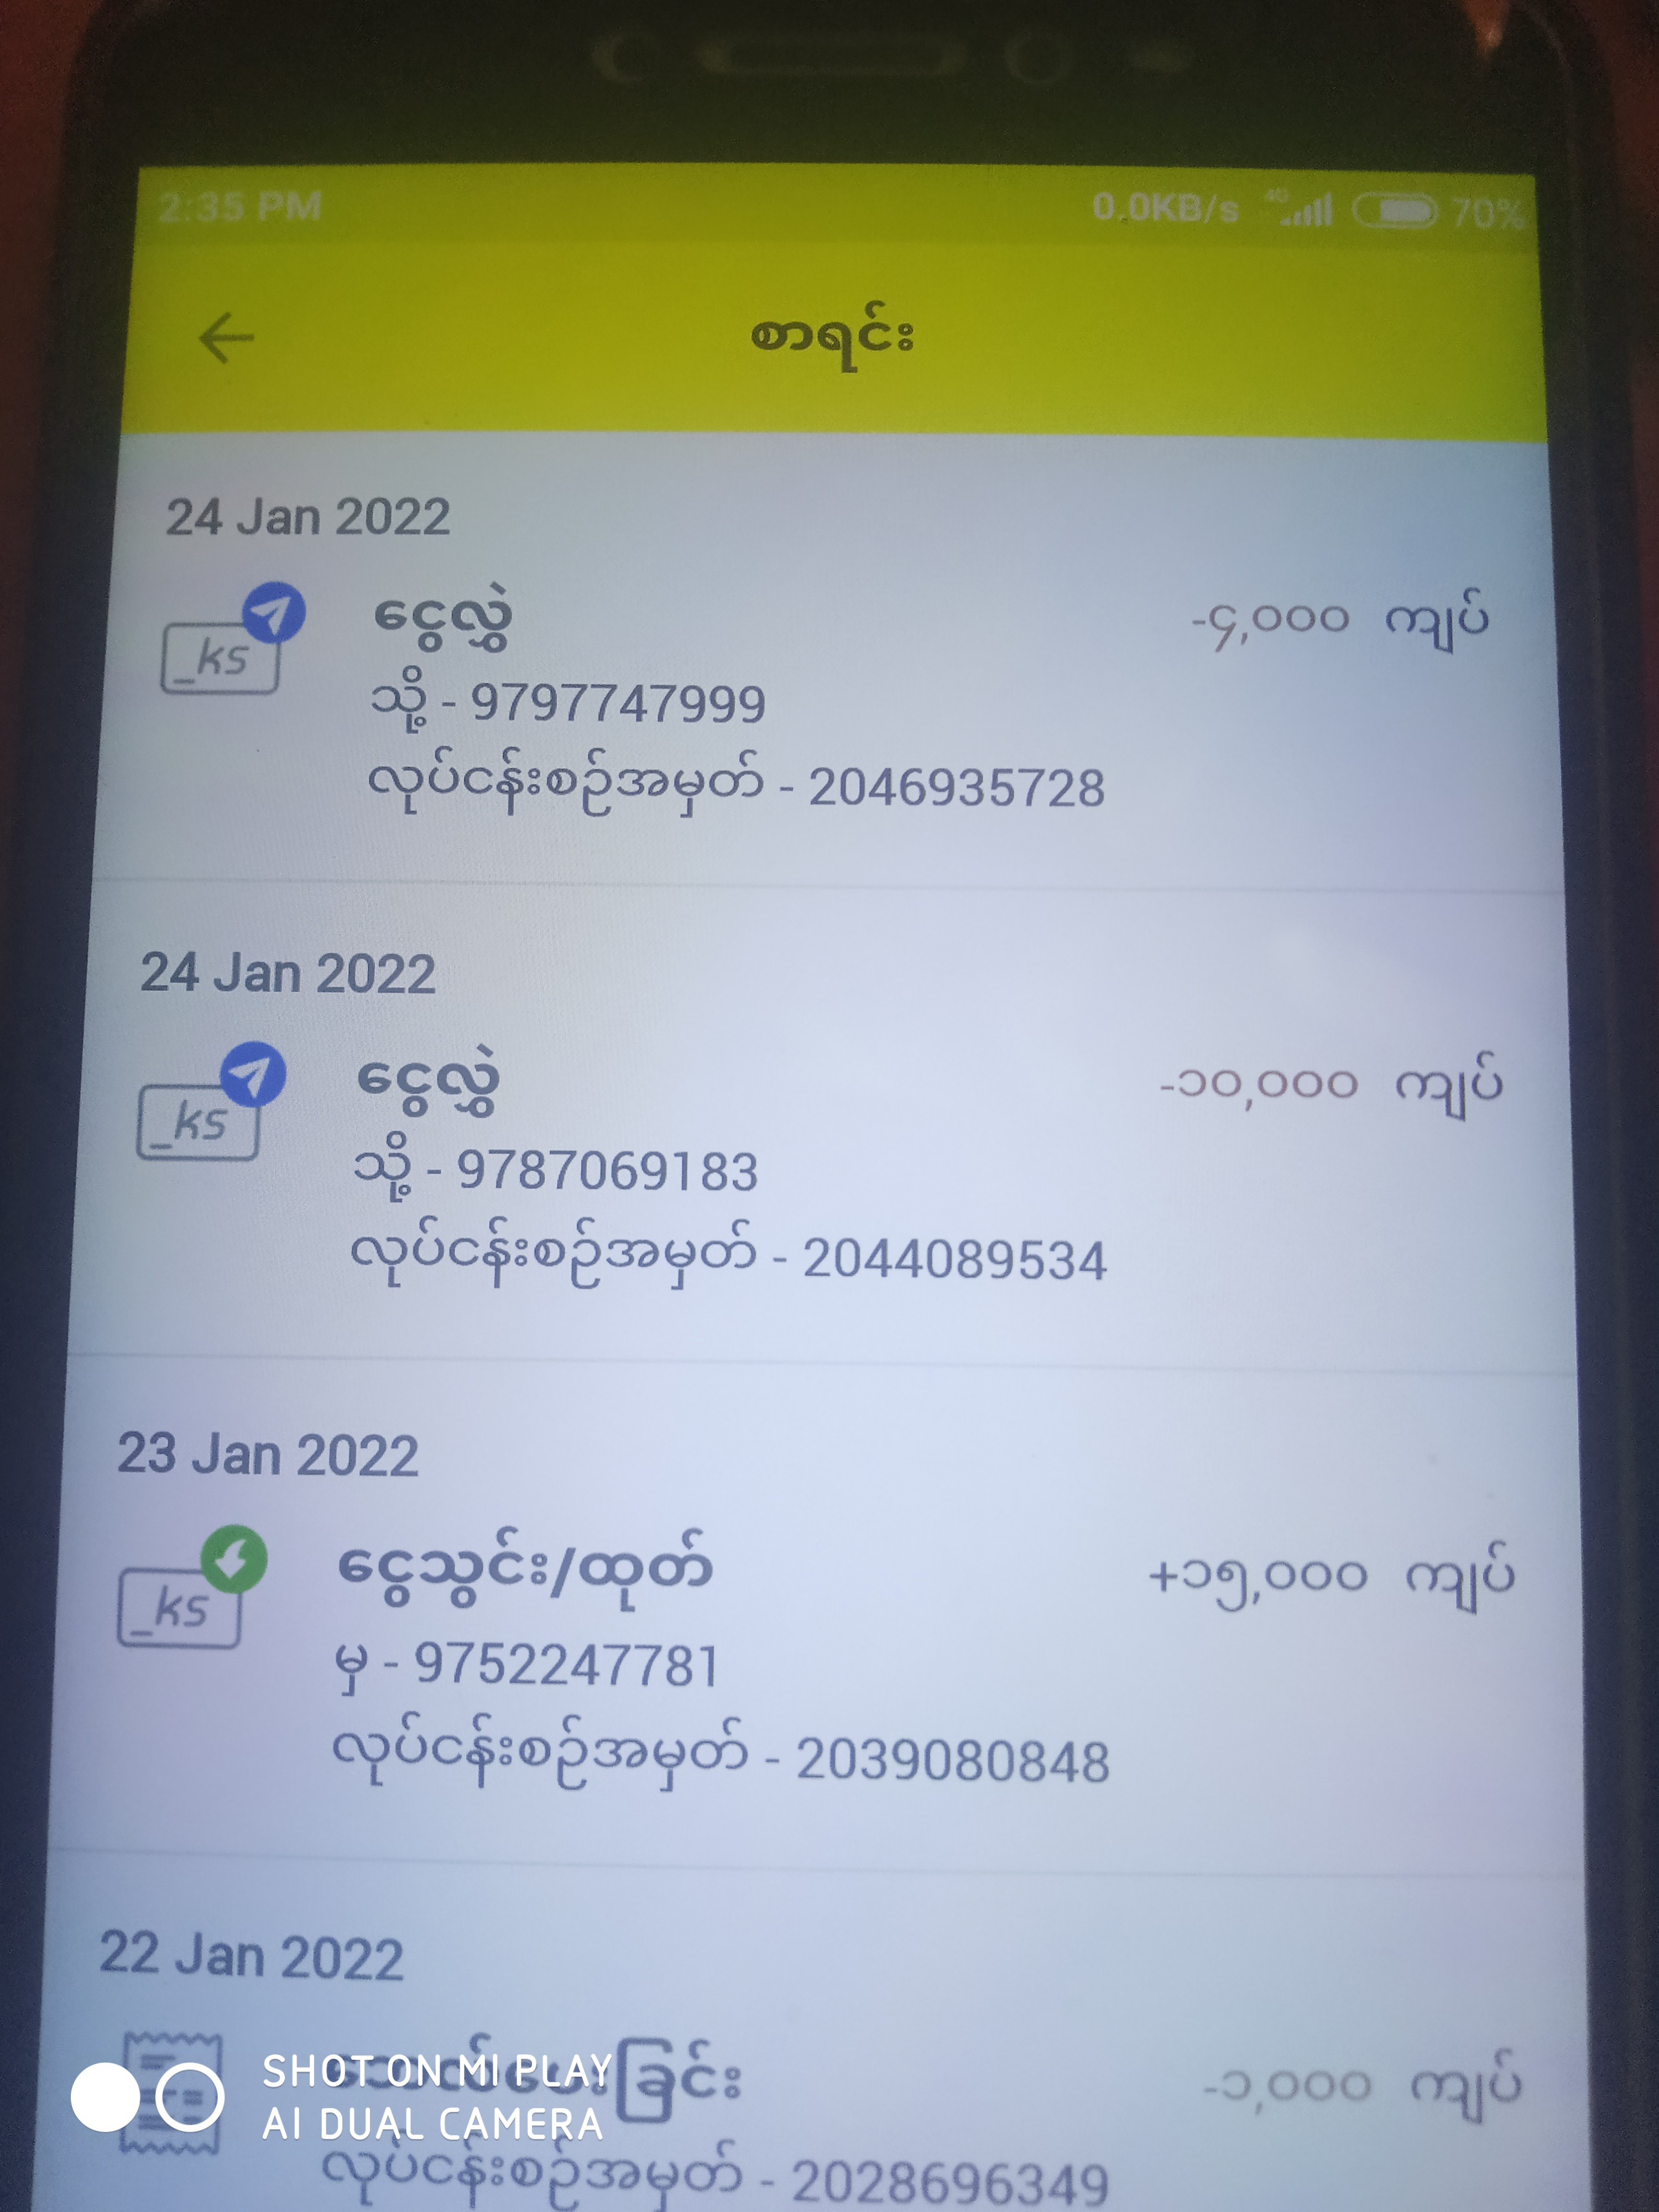 2:35 PM 0.0KB/s 4G 70%
စာရင်း
24 Jan 2022
_ks ငွေလွှဲ -၄,၀၀၀ ကျပ်
သို့ - 9797747999
လုပ်ငန်းစဉ်အမှတ် - 2046935728
24 Jan 2022
_ks ငွေလွှဲ -၁၀,၀၀၀ ကျပ်
သို့ - 9787069183
လုပ်ငန်းစဉ်အမှတ် - 2044089534
23 Jan 2022
_ks ငွေသွင်း/ထုတ် +၁၅,၀၀၀ ကျပ်
မှ - 9752247781
လုပ်ငန်းစဉ်အမှတ် - 2039080848
22 Jan 2022
-၁,၀၀၀ ကျပ်
SHOT ON MI PLAY
AI DUAL CAMERA
လုပ်ငန်းစဉ်အမှတ် - 2028696349